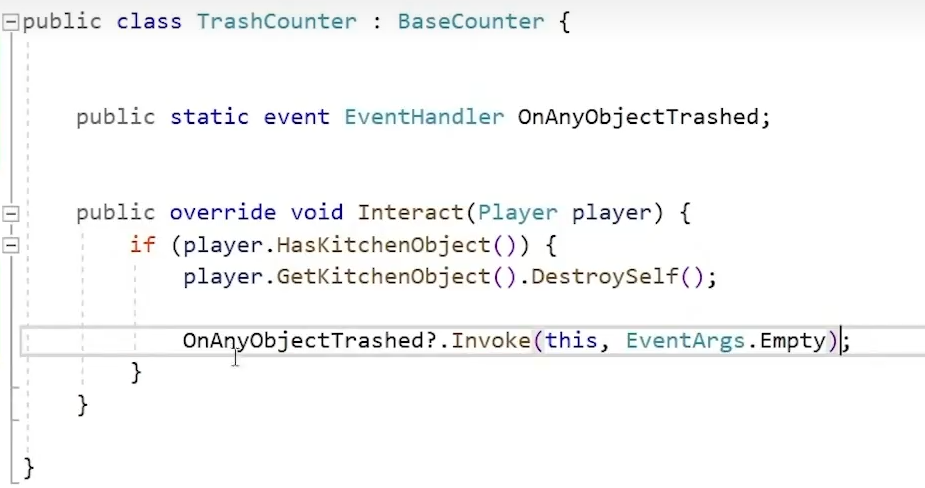 public class TrashCounter : BaseCounter {
public static event EventHandler OnAnyObjectTrashed;
public override void Interact(Player player) {
if (player.HasKitchenObject()) {
player.GetKitchenObject().DestroySelf();
OnAnyObjectTrashed?.Invoke(this, EventArgs.Empty);
}
}
}